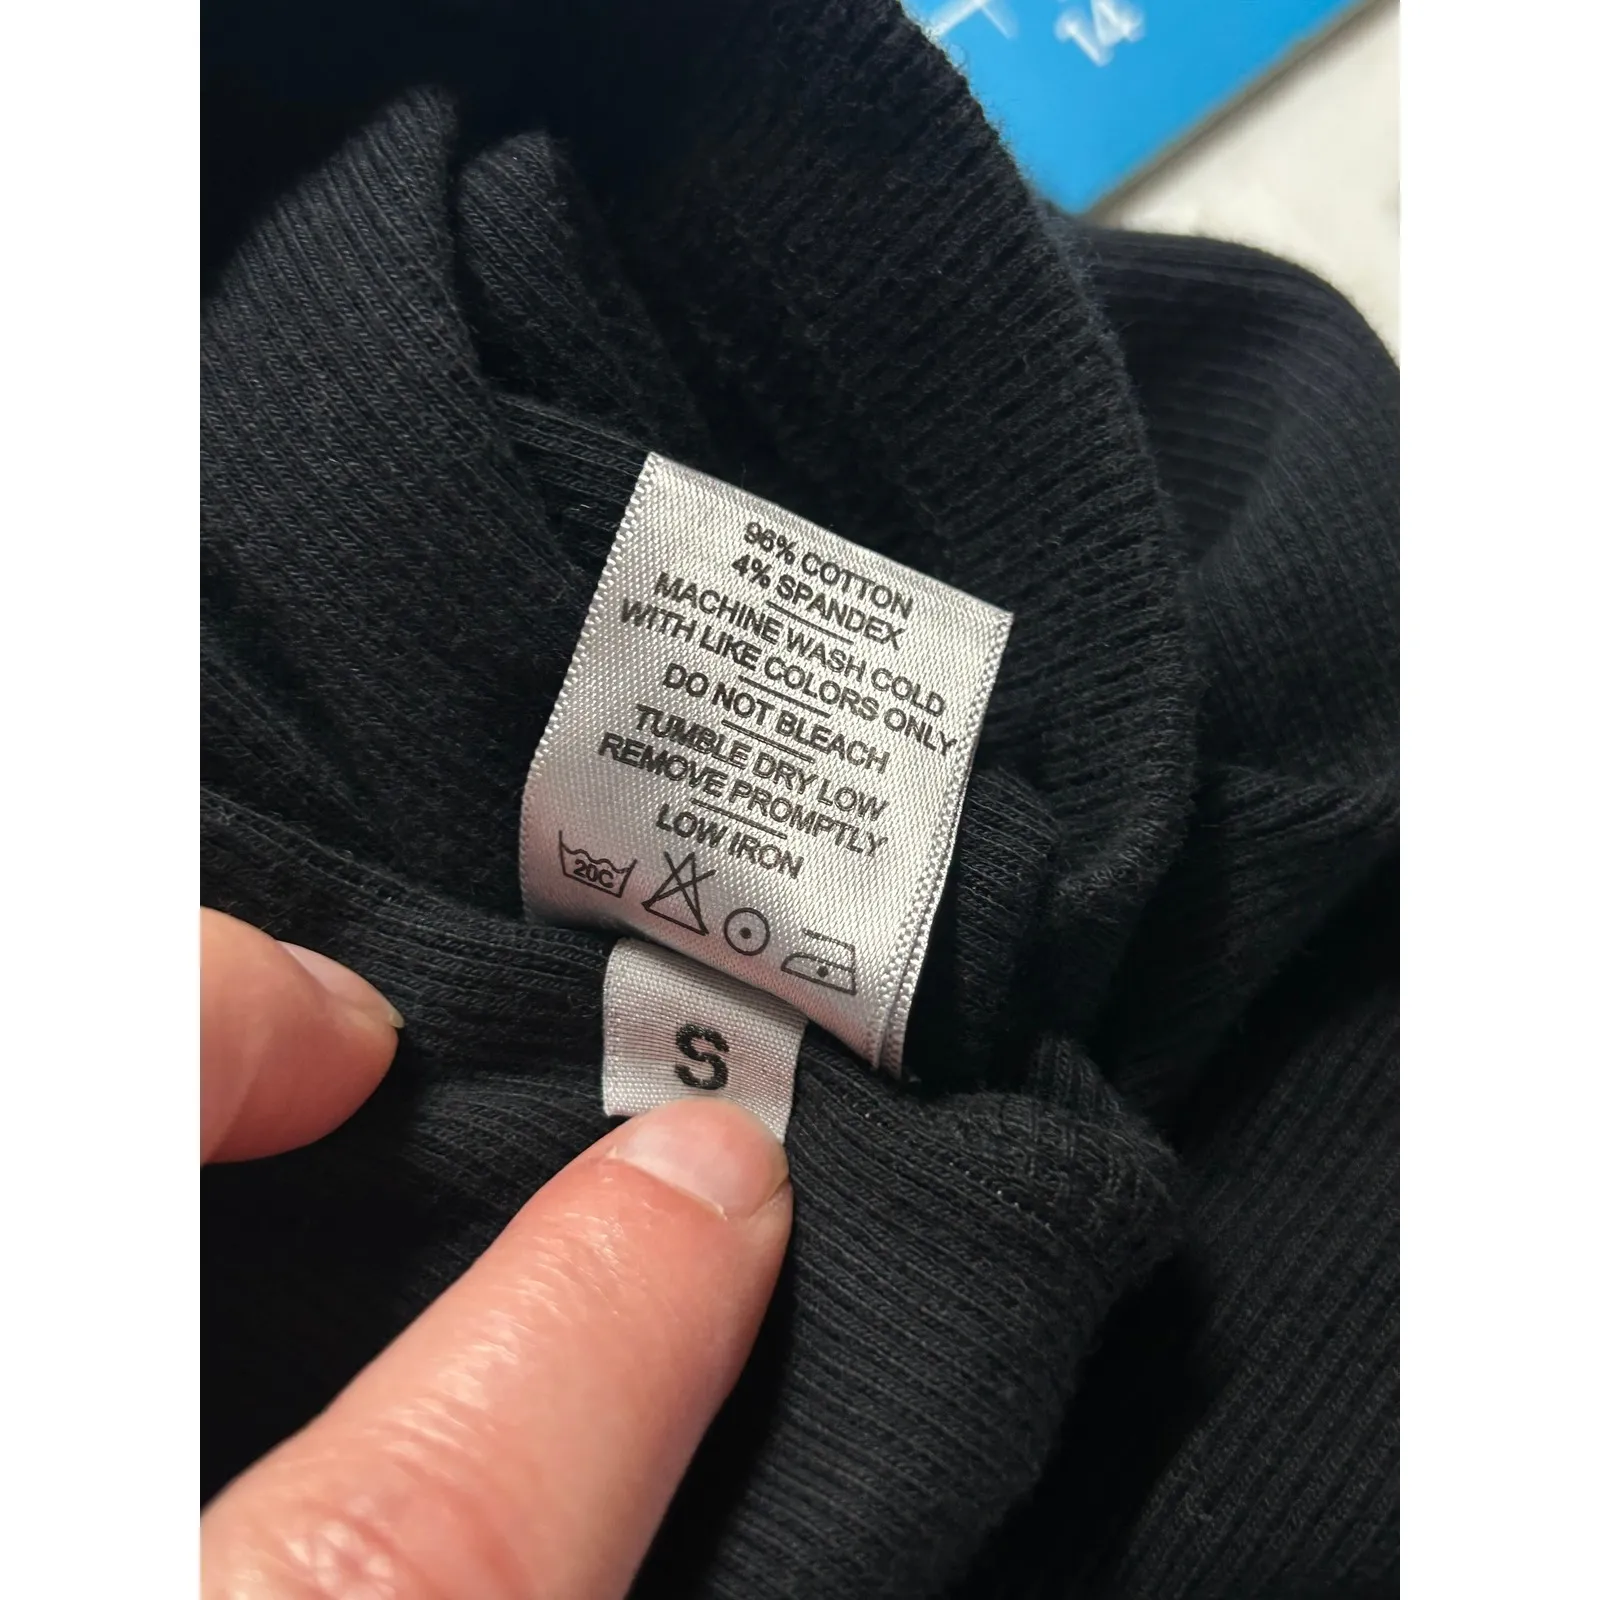 14
96% COTTON
4% SPANDEX
MACHINE WASH COLD
WITH LIKE COLORS ONLY
DO NOT BLEACH
TUMBLE DRY LOW
REMOVE PROMPTLY
LOW IRON
20C
S